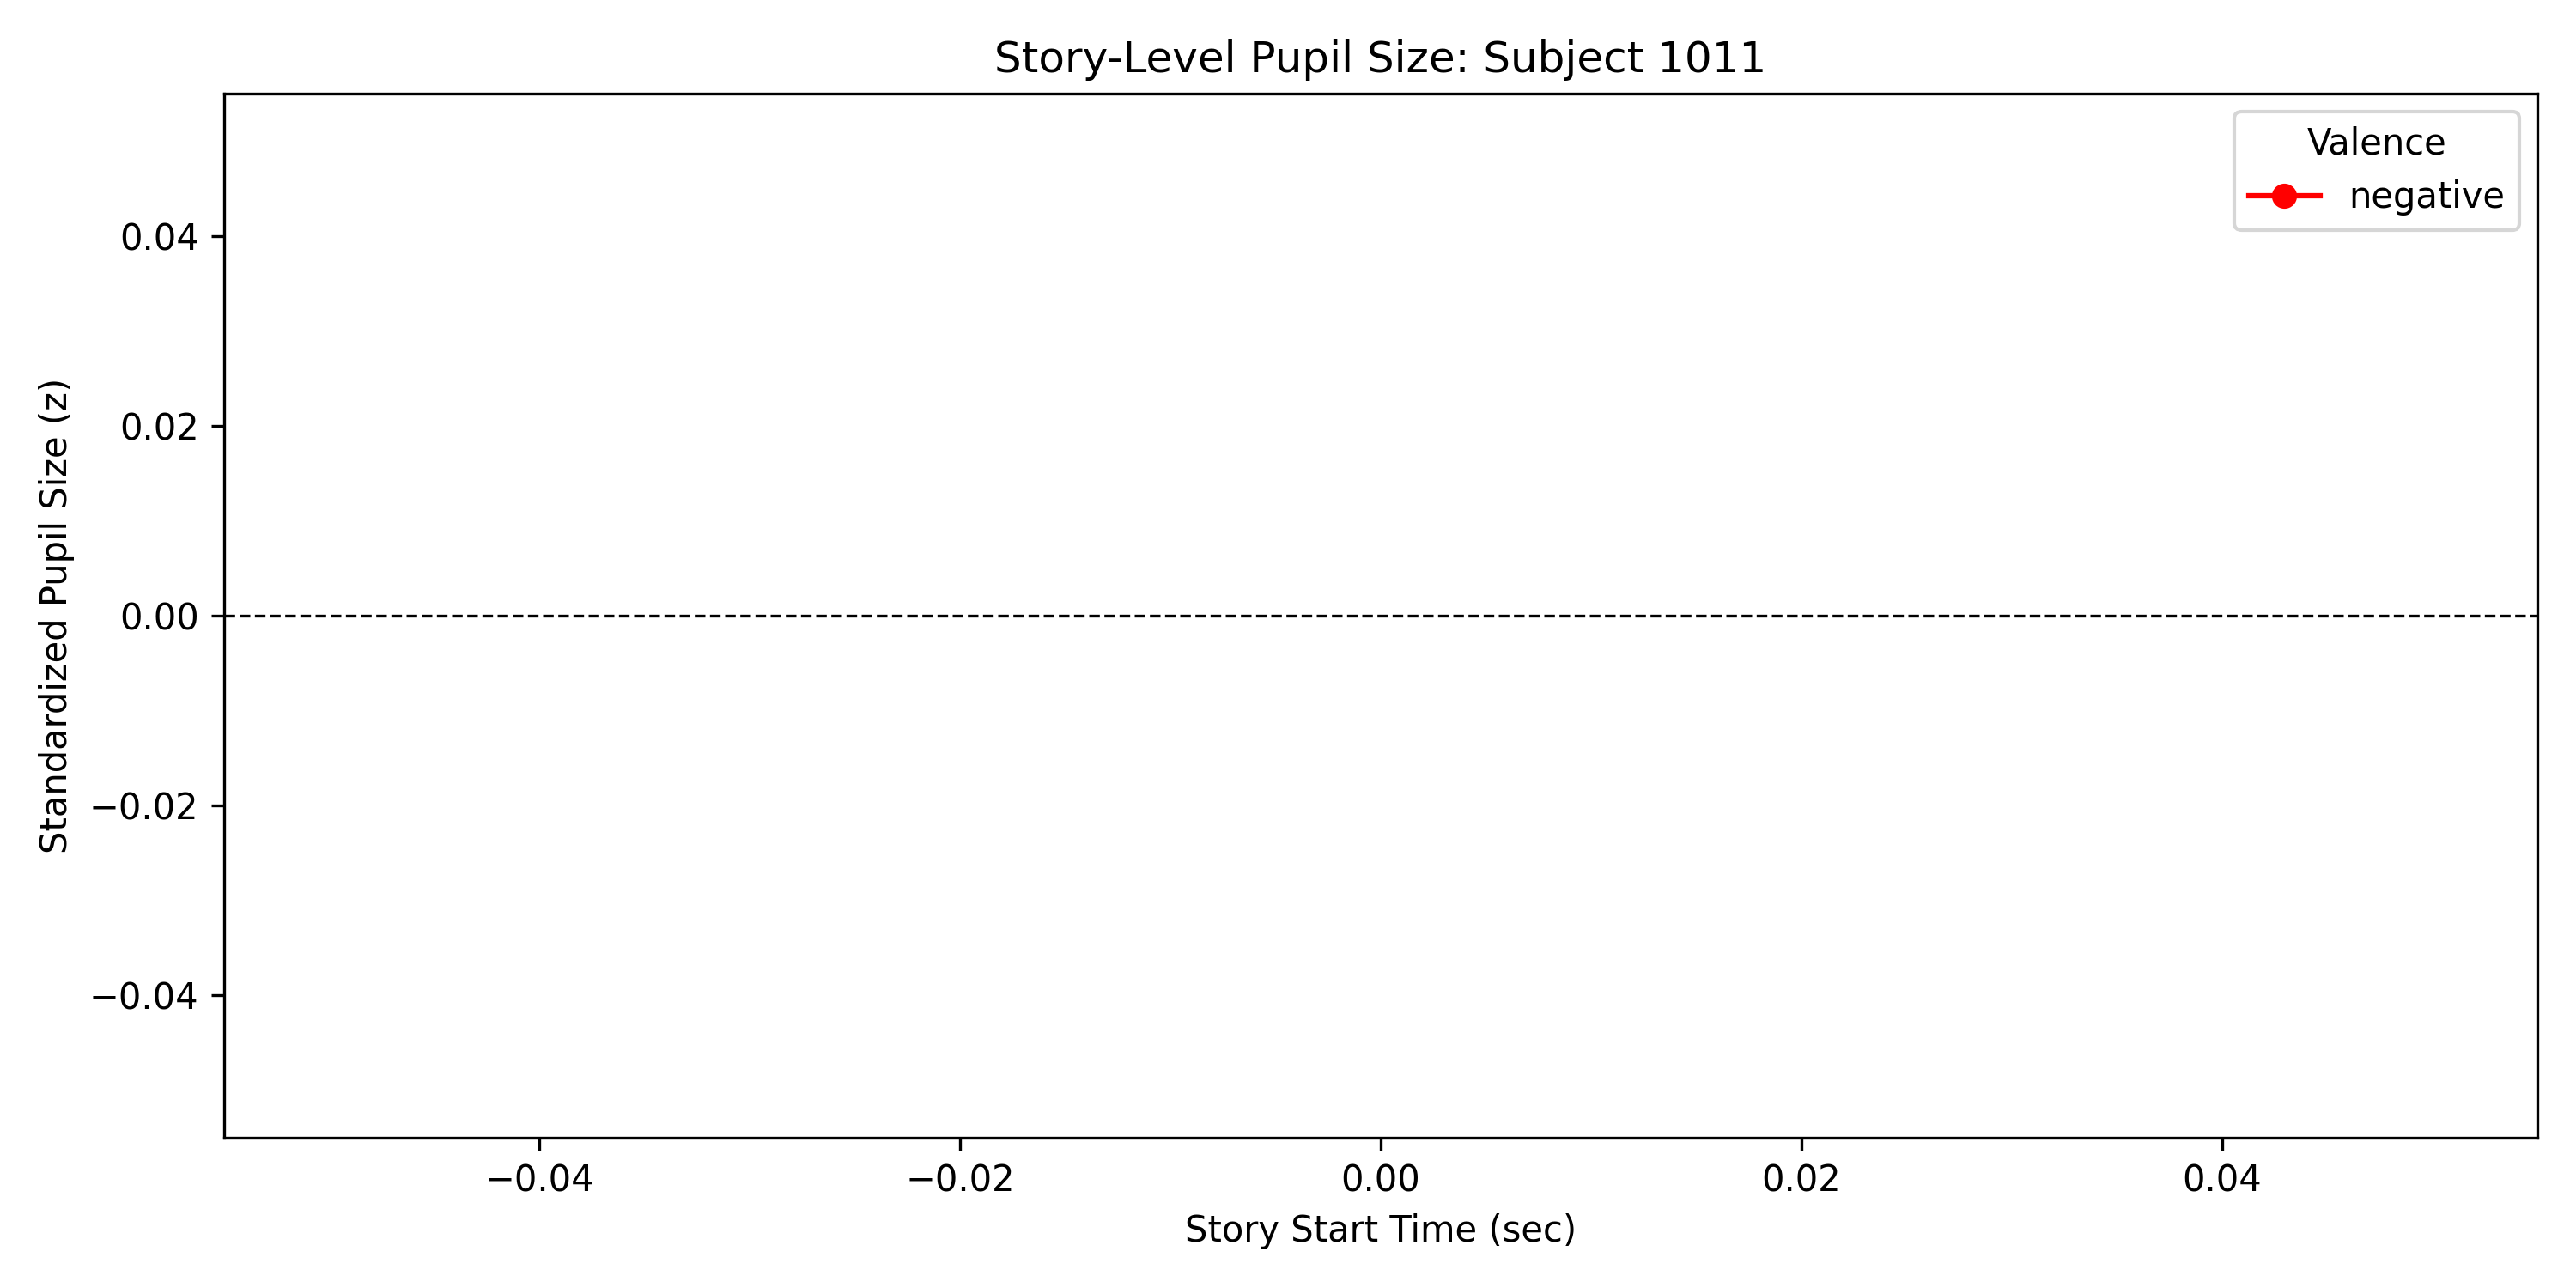 Story-Level Pupil Size: Subject 1011
Valence
negative
Standardized Pupil Size (z)
0.04
0.02
0.00
−0.02
−0.04
−0.04
−0.02
0.00
0.02
0.04
Story Start Time (sec)